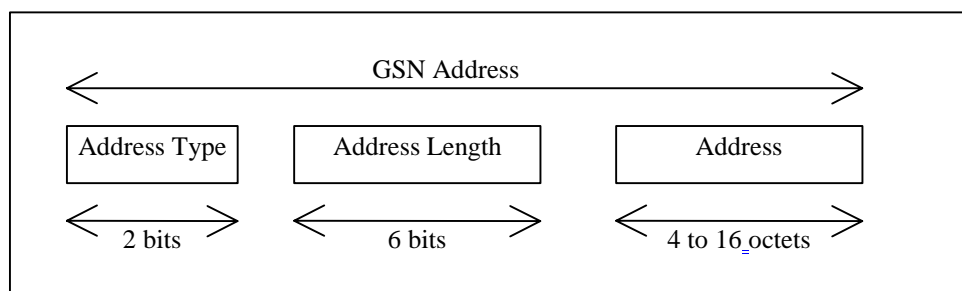 GSN Address
Address Type Address Length Address
2 bits 6 bits 4 to 16 octets